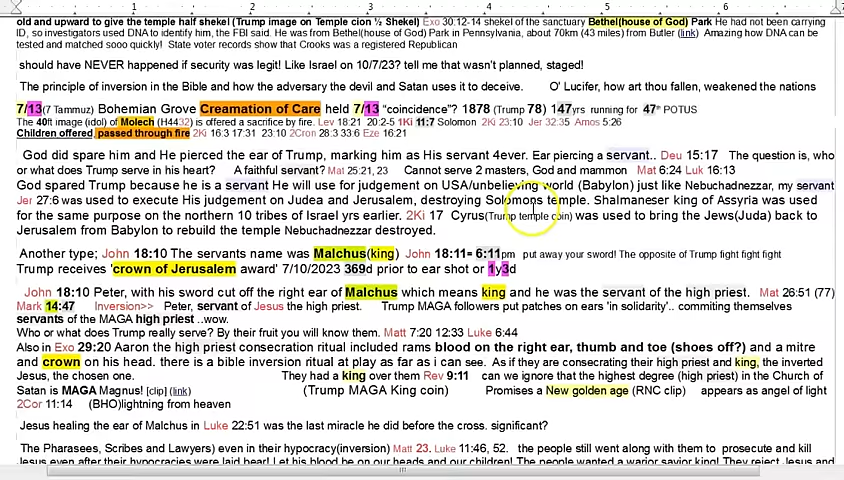 old and upward to give the temple half shekel (Trump image on Temple cion ½ Shekel) Exo 30:12-14 shekel of the sanctuary Bethel(house of God) Park He had not been carrying
ID, so investigators used DNA to identify him, the FBI said. He was from Bethel(house of God) Park in Pennsylvania, about 70km (43 miles) from Butler (link) Amazing how DNA can be
tested and matched sooo quickly! State voter records show that Crooks was a registered Republican
should have NEVER happened if security was legit! Like Israel on 10/7/23? tell me that wasn't planned, staged!
The principle of inversion in the Bible and how the adversary the devil and Satan uses it to deceive. O' Lucifer, how art thou fallen, weakened the nations
7/13(7 Tammuz) Bohemian Grove Creamation of Care held 7/13 "coincidence"? 1878 (Trump 78) 147yrs running for 47th POTUS
The 40ft image (idol) of Molech (H4432) is offered a sacrifice by fire. Lev 18:21 20:2-5 1Ki 11:7 Solomon 2Ki 23:10 Jer 32:35 Amos 5:26
Children offered, passed through fire 2Ki 16:3 17:31 23:10 2Cron 28:3 33:6 Eze 16:21
God did spare him and He pierced the ear of Trump, marking him as His servant 4ever. Ear piercing a servant.. Deu 15:17 The question is, who
or what does Trump serve in his heart? A faithful servant? Mat 25:21, 23 Cannot serve 2 masters, God and mammon Mat 6:24 Luk 16:13
God spared Trump because he is a servant He will use for judgement on USA/unbelieving world (Babylon) just like Nebuchadnezzar, my servant
Jer 27:6 was used to execute His judgement on Judea and Jerusalem, destroying Solomons temple. Shalmaneser king of Assyria was used
for the same purpose on the northern 10 tribes of Israel yrs earlier. 2Ki 17 Cyrus(Trump temple coin) was used to bring the Jews(Juda) back to
Jerusalem from Babylon to rebuild the temple Nebuchadnezzar destroyed.
Another type; John 18:10 The servants name was Malchus(king) John 18:11= 6:11pm put away your sword! The opposite of Trump fight fight fight
Trump receives 'crown of Jerusalem award' 7/10/2023 369d prior to ear shot or 1y3d
John 18:10 Peter, with his sword cut off the right ear of Malchus which means king and he was the servant of the high priest. Mat 26:51 (77)
Mark 14:47 Inversion>> Peter, servant of Jesus the high priest. Trump MAGA followers put patches on ears 'in solidarity'.. commiting themselves
servants of the MAGA high priest ..wow.
Who or what does Trump really serve? By their fruit you will know them. Matt 7:20 12:33 Luke 6:44
Also in Exo 29:20 Aaron the high priest consecration ritual included rams blood on the right ear, thumb and toe (shoes off?) and a mitre
and crown on his head. there is a bible inversion ritual at play as far as i can see. As if they are consecrating their high priest and king, the inverted
Jesus, the chosen one. They had a king over them Rev 9:11 can we ignore that the highest degree (high priest) in the Church of
Satan is MAGA Magnus! [clip] (link) (Trump MAGA King coin) Promises a New golden age (RNC clip) appears as angel of light
2Cor 11:14 (BHO)lightning from heaven
Jesus healing the ear of Malchus in Luke 22:51 was the last miracle he did before the cross. significant?
The Pharasees, Scribes and Lawyers) even in their hypocracy(inversion) Matt 23. Luke 11:46, 52. the people still went along with them to prosecute and kill
Jesus even after their hypocracies were laid bear! Let his blood be on our heads and our children! The people wanted a warior savior king! They reject Jesus and